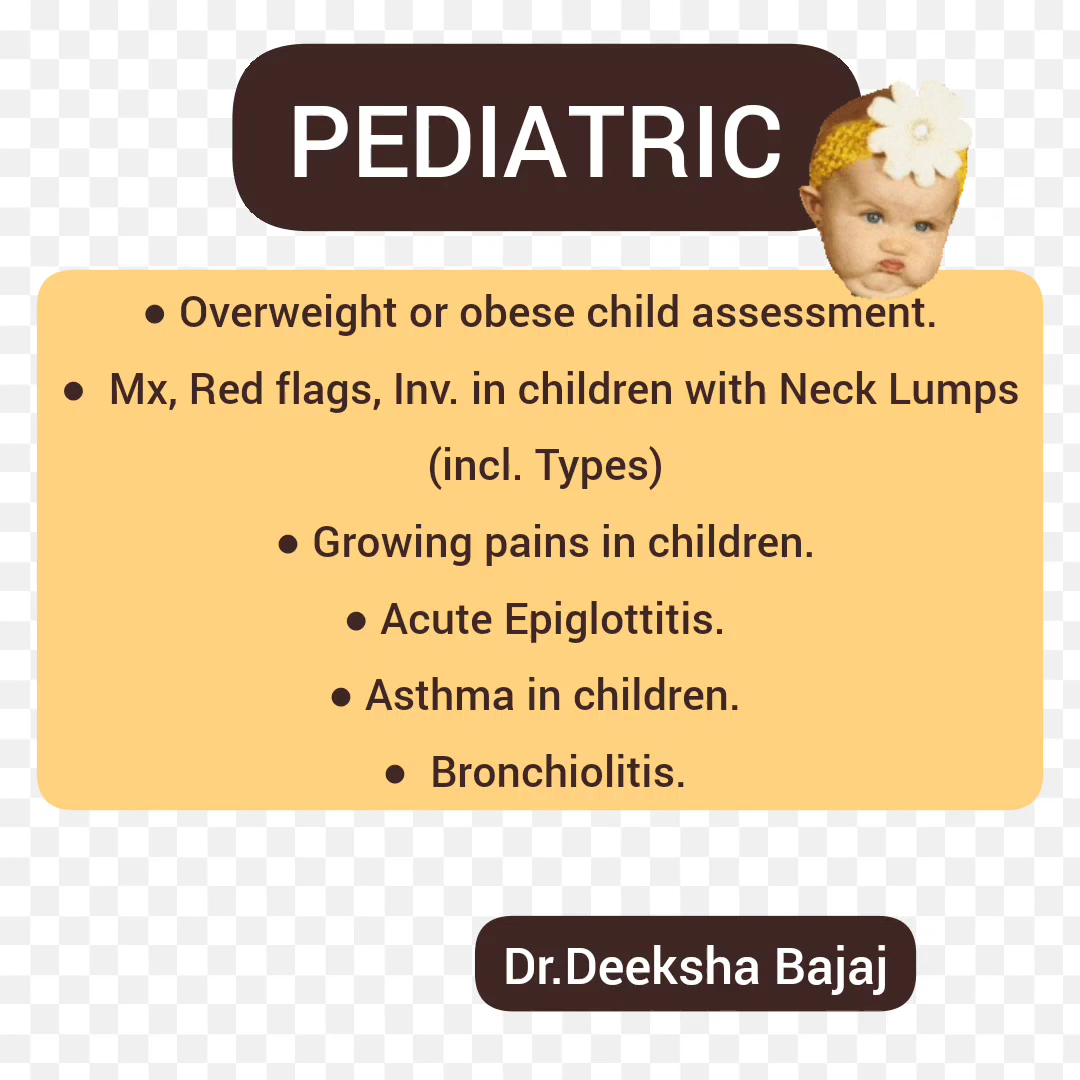 PEDIATRIC
● Overweight or obese child assessment.
● Mx, Red flags, Inv. in children with Neck Lumps
(incl. Types)
● Growing pains in children.
● Acute Epiglottitis.
● Asthma in children.
● Bronchiolitis.
Dr.Deeksha Bajaj